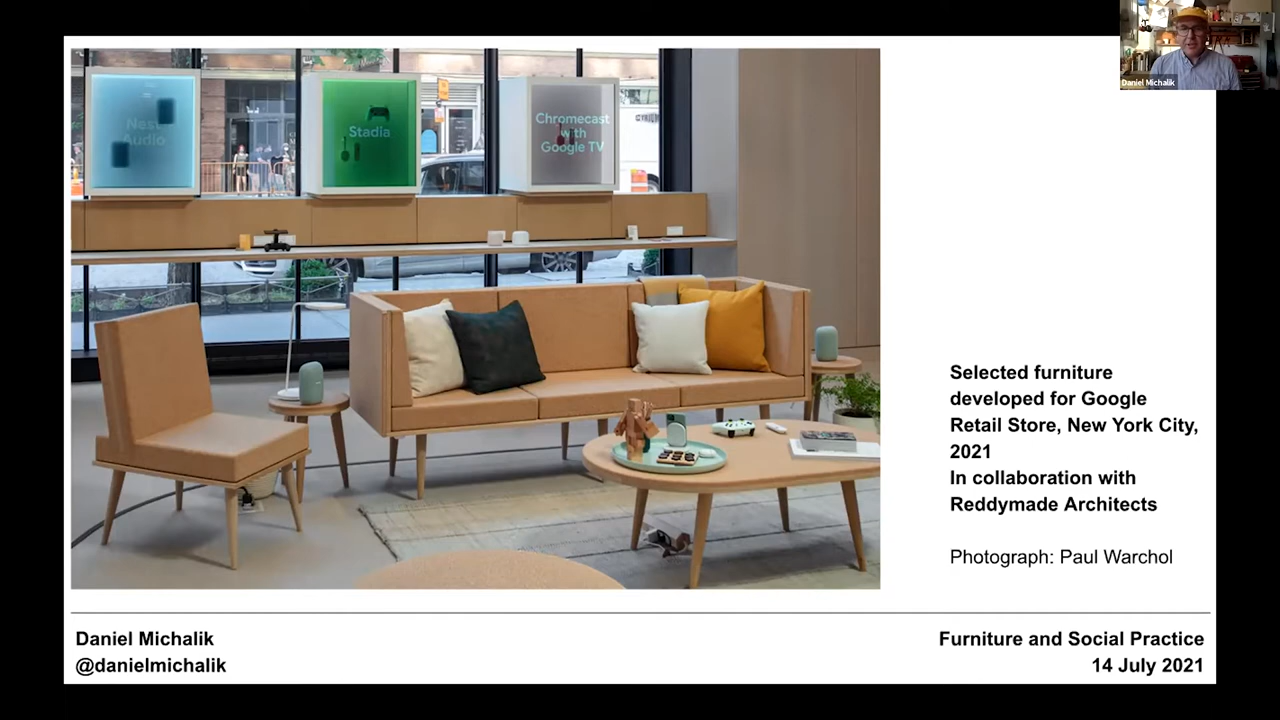 Daniel Michalik
Nest
Audio
Stadia
Chromecast
with
Google TV
Selected furniture
developed for Google
Retail Store, New York City,
2021
In collaboration with
Reddymade Architects
Photograph: Paul Warchol
Daniel Michalik
@danielmichalik
Furniture and Social Practice
14 July 2021